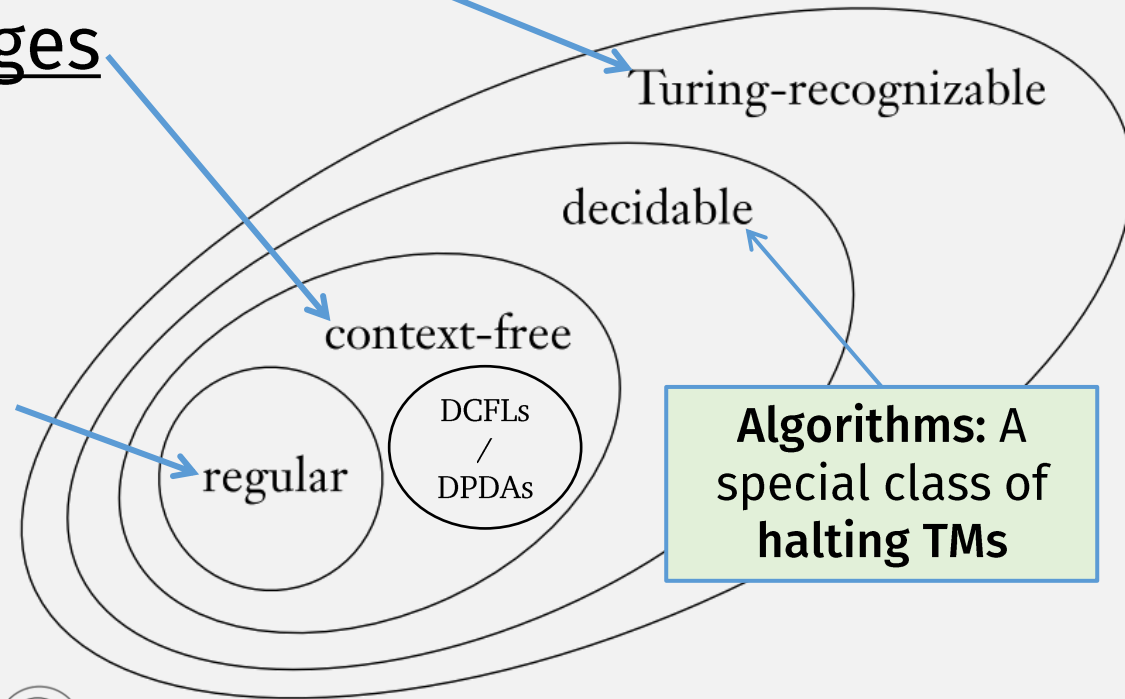 ges
Turing-recognizable
decidable
context-free
DCFLs
/
DPDAs
regular
Algorithms: A
special class of
halting TMs